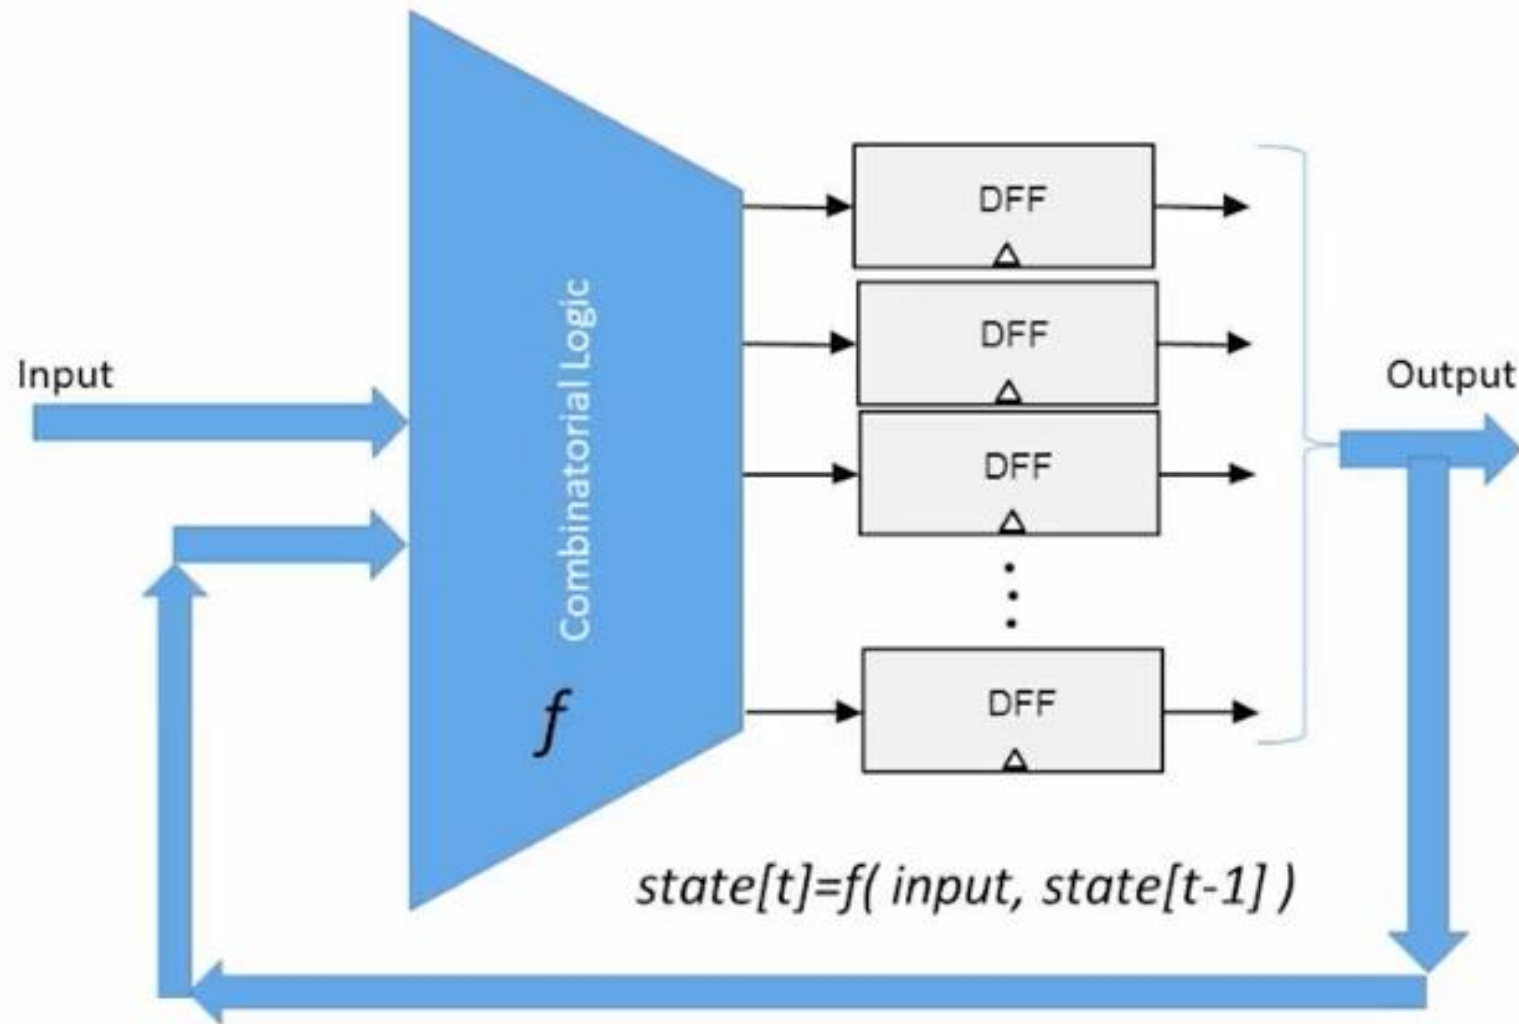 Input
Combinatorial Logic
f
DFF
DFF
DFF
DFF
Output
state[t]=f( input, state[t-1] )